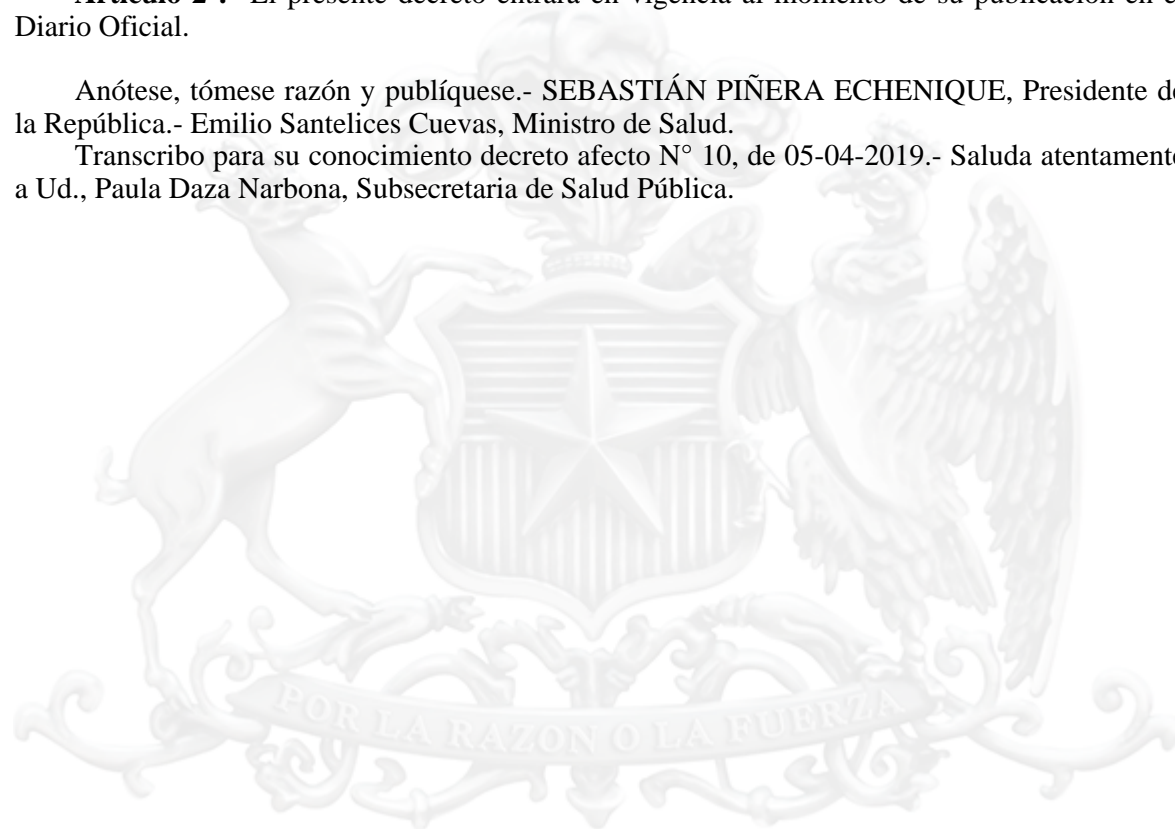 Diario Oficial.
Anótese, tómese razón y publíquese.- SEBASTIÁN PIÑERA ECHENIQUE, Presidente de
la República.- Emilio Santelices Cuevas, Ministro de Salud.
Transcribo para su conocimiento decreto afecto N° 10, de 05-04-2019.- Saluda atentamente
a Ud., Paula Daza Narbona, Subsecretaria de Salud Pública.
POR LA RAZON O LA FUERZA